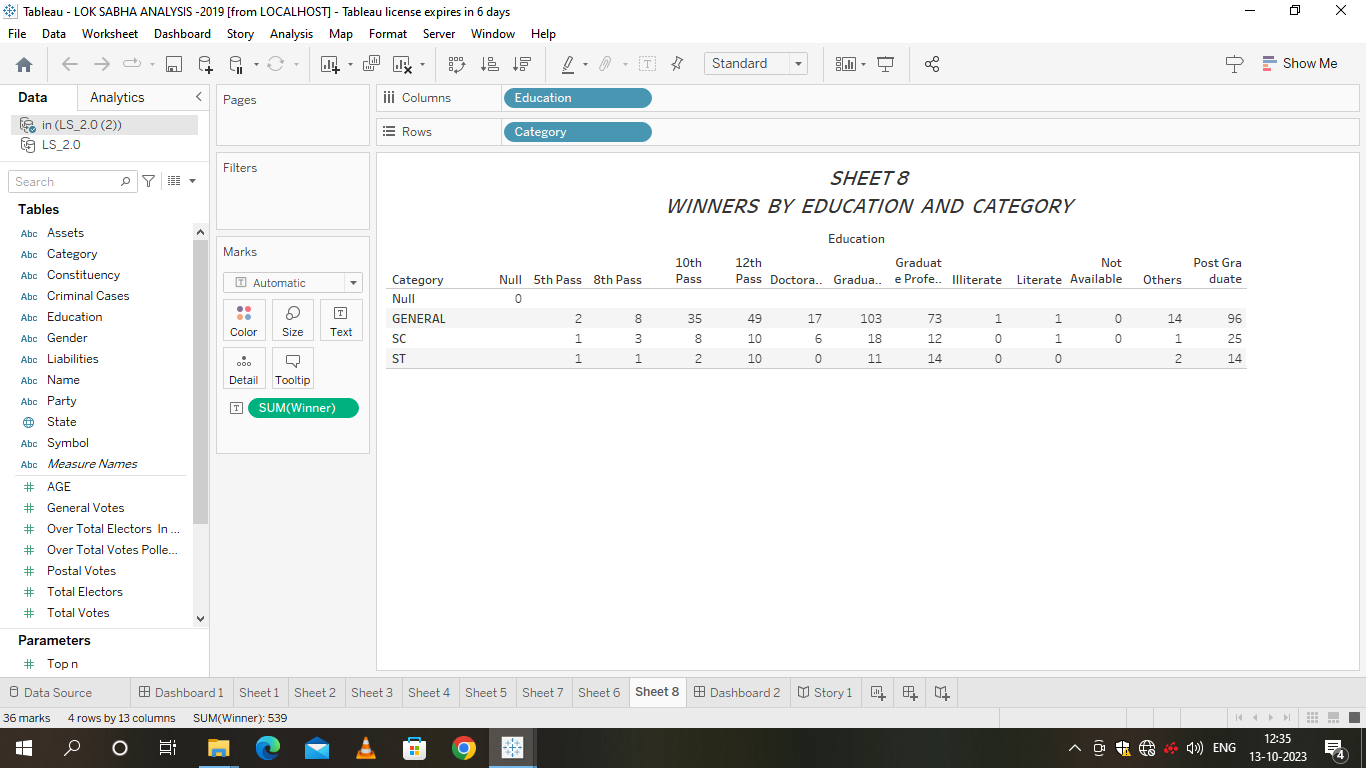 Tableau - LOK SABHA ANALYSIS -2019 [from LOCALHOST] - Tableau license expires in 6 days
File Data Worksheet Dashboard Story Analysis Map Format Server Window Help
Standard
Show Me
Data Analytics
in (LS_2.0 (2))
LS_2.0
Search
Tables
Abc Assets
Abc Category
Abc Constituency
Abc Criminal Cases
Abc Education
Abc Gender
Abc Liabilities
Abc Name
Abc Party
State
Abc Symbol
Abc Measure Names
# AGE
# General Votes
# Over Total Electors In ...
# Over Total Votes Polle...
# Postal Votes
# Total Electors
# Total Votes
Parameters
# Top n
Pages
Filters
Marks
T Automatic
Color Size Text
Detail Tooltip
T SUM(Winner)
Columns Education
Rows Category
SHEET 8
WINNERS BY EDUCATION AND CATEGORY
Education
Category Null 5th Pass 8th Pass 10th Pass 12th Pass Doctora.. Gradua.. Graduat e Profe.. Illiterate Literate Not Available Others Post Gra duate
Null 0
GENERAL 2 8 35 49 17 103 73 1 1 0 14 96
SC 1 3 8 10 6 18 12 0 1 0 1 25
ST 1 1 2 10 0 11 14 0 0 2 14
Data Source Dashboard 1 Sheet 1 Sheet 2 Sheet 3 Sheet 4 Sheet 5 Sheet 7 Sheet 6 Sheet 8 Dashboard 2 Story 1
36 marks 4 rows by 13 columns SUM(Winner): 539
ENG
12:35
13-10-2023
4